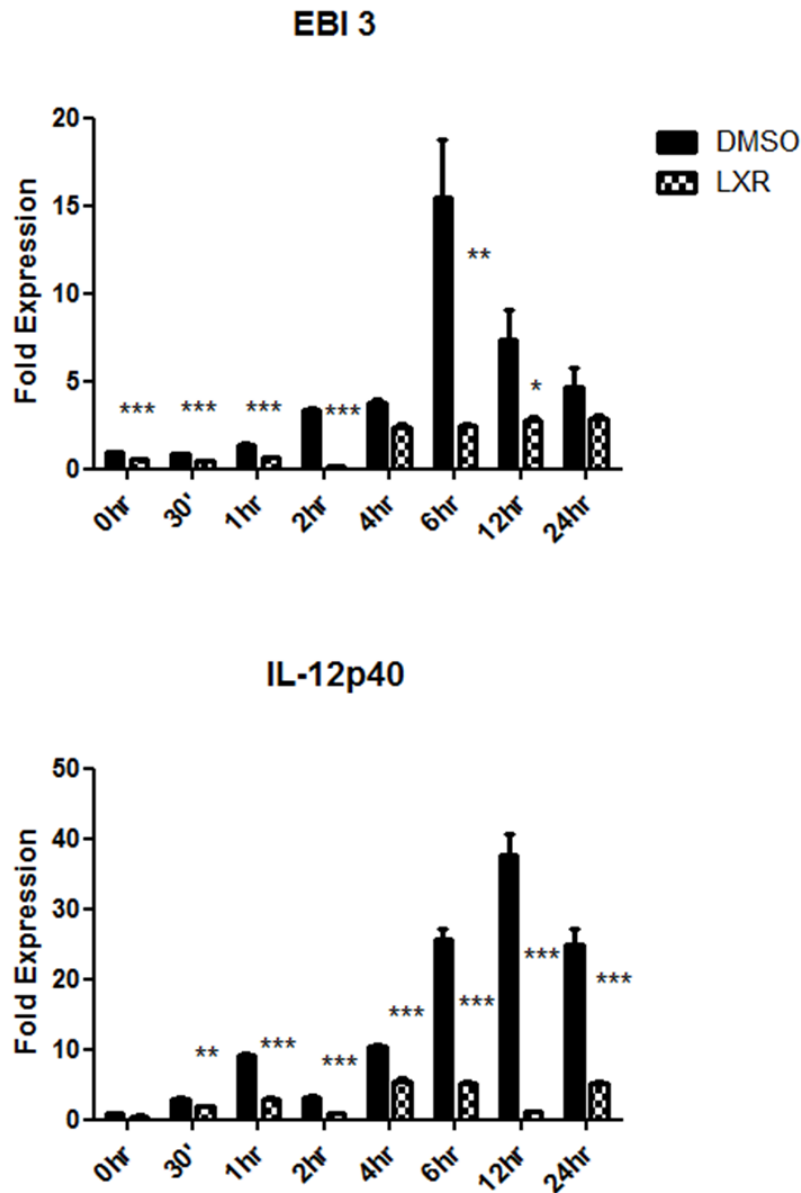 EBI 3
DMSO
LXR
Fold Expression
20
15
10
5
0
** 
*
*** *** *** ***
0hr 30' 1hr 2hr 4hr 6hr 12hr 24hr
IL-12p40
Fold Expression
50
40
30
20
10
0
** *** *** *** *** *** ***
0hr 30' 1hr 2hr 4hr 6hr 12hr 24hr